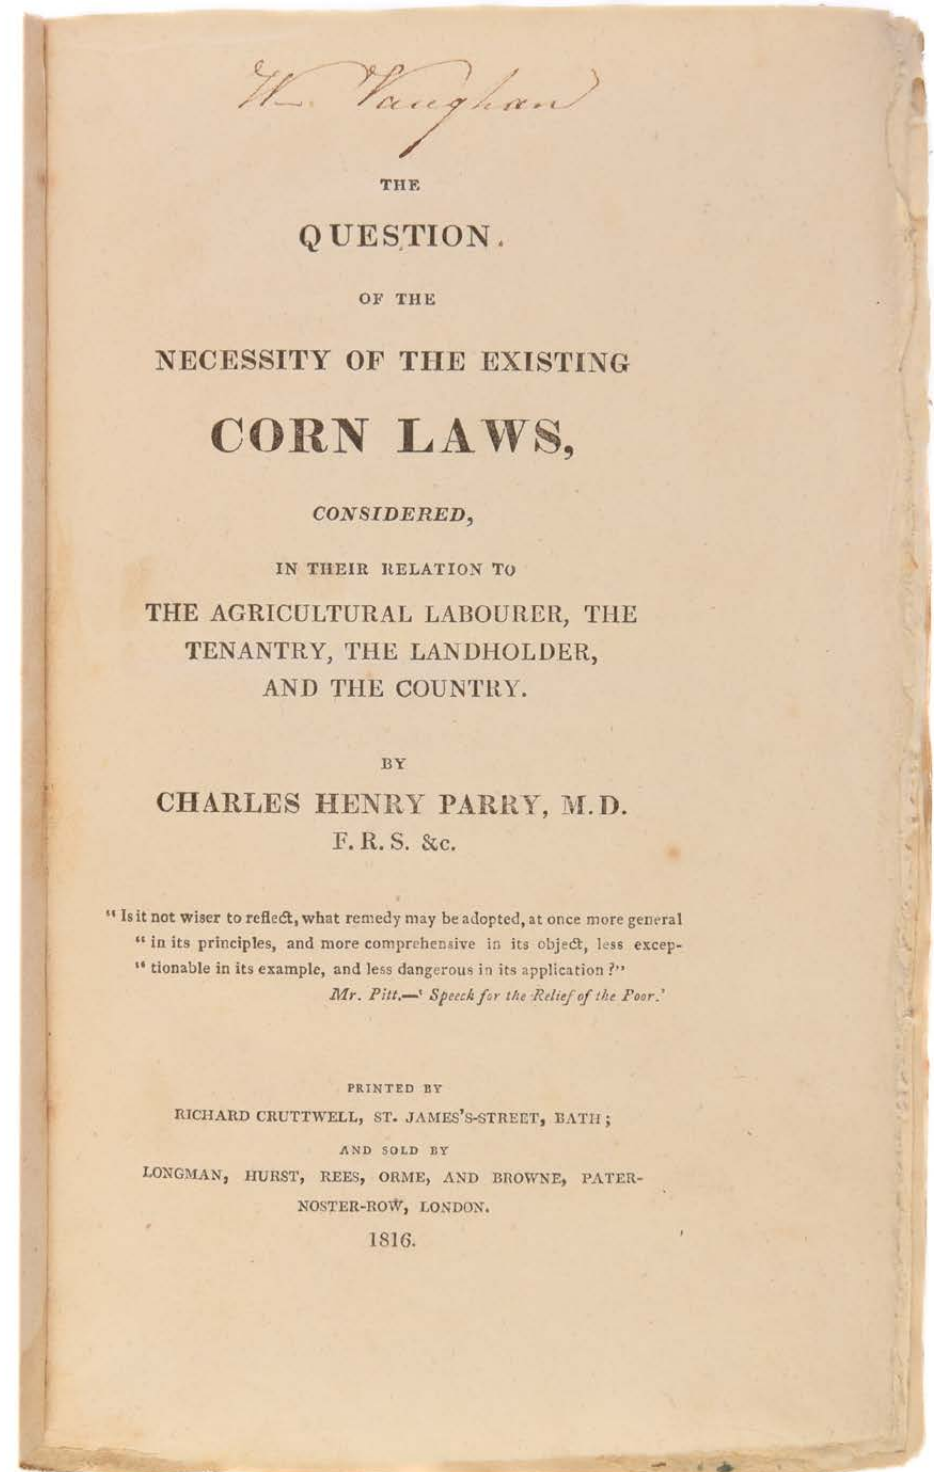 W. Vaughan
THE
QUESTION.
OF THE
NECESSITY OF THE EXISTING
CORN LAWS,
CONSIDERED,
IN THEIR RELATION TO
THE AGRICULTURAL LABOURER, THE
TENANTRY, THE LANDHOLDER,
AND THE COUNTRY.
BY
CHARLES HENRY PARRY, M.D.
F.R.S. &c.
“ Is it not wiser to reflect, what remedy may be adopted, at once more general
“ in its principles, and more comprehensive in its object, less excep-
“ tionable in its example, and less dangerous in its application ?”
Mr. Pitt.—‘ Speech for the Relief of the Poor.’
PRINTED BY
RICHARD CRUTTWELL, ST. JAMES'S-STREET, BATH ;
AND SOLD BY
LONGMAN, HURST, REES, ORME, AND BROWNE, PATER-
NOSTER-ROW, LONDON.
1816.